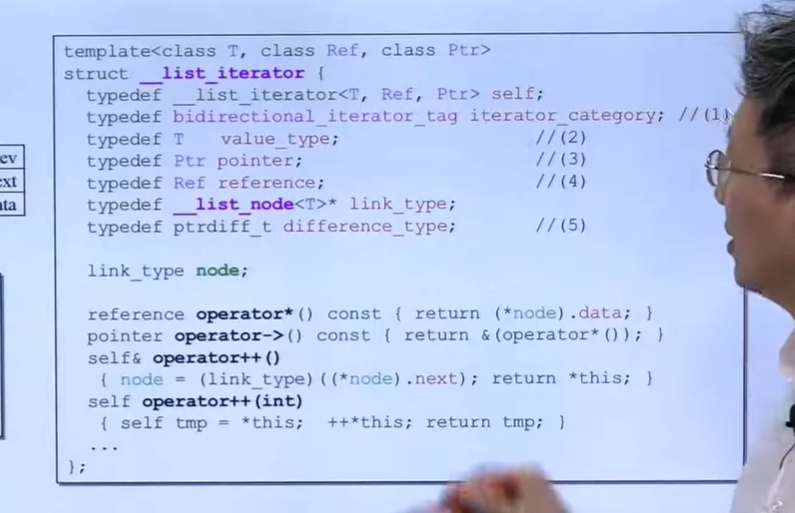 template<class T, class Ref, class Ptr>
struct __list_iterator {
typedef __list_iterator<T, Ref, Ptr> self;
typedef bidirectional_iterator_tag iterator_category; //(1)
typedef T value_type; //(2)
typedef Ptr pointer; //(3)
typedef Ref reference; //(4)
typedef __list_node<T>* link_type;
typedef ptrdiff_t difference_type; //(5)
link_type node;
reference operator*() const { return (*node).data; }
pointer operator->() const { return &(operator*()); }
self& operator++()
{ node = (link_type)((*node).next); return *this; }
self operator++(int)
{ self tmp = *this; ++*this; return tmp; }
...
};